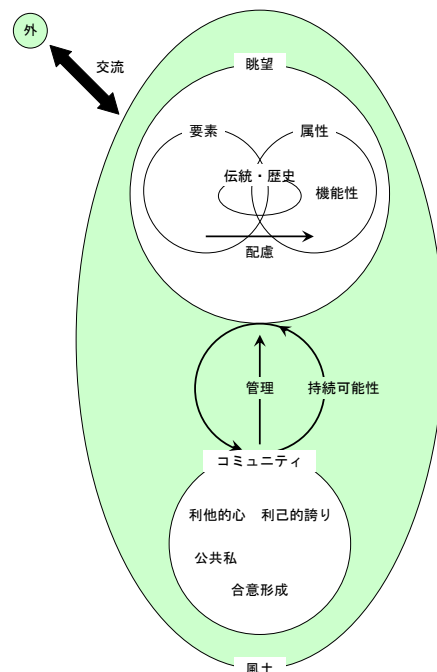 外
交流
眺望
要素
属性
伝統・歴史
機能性
配慮
管理
持続可能性
コミュニティ
利他的心
利己的誇り
公共私
合意形成
風土